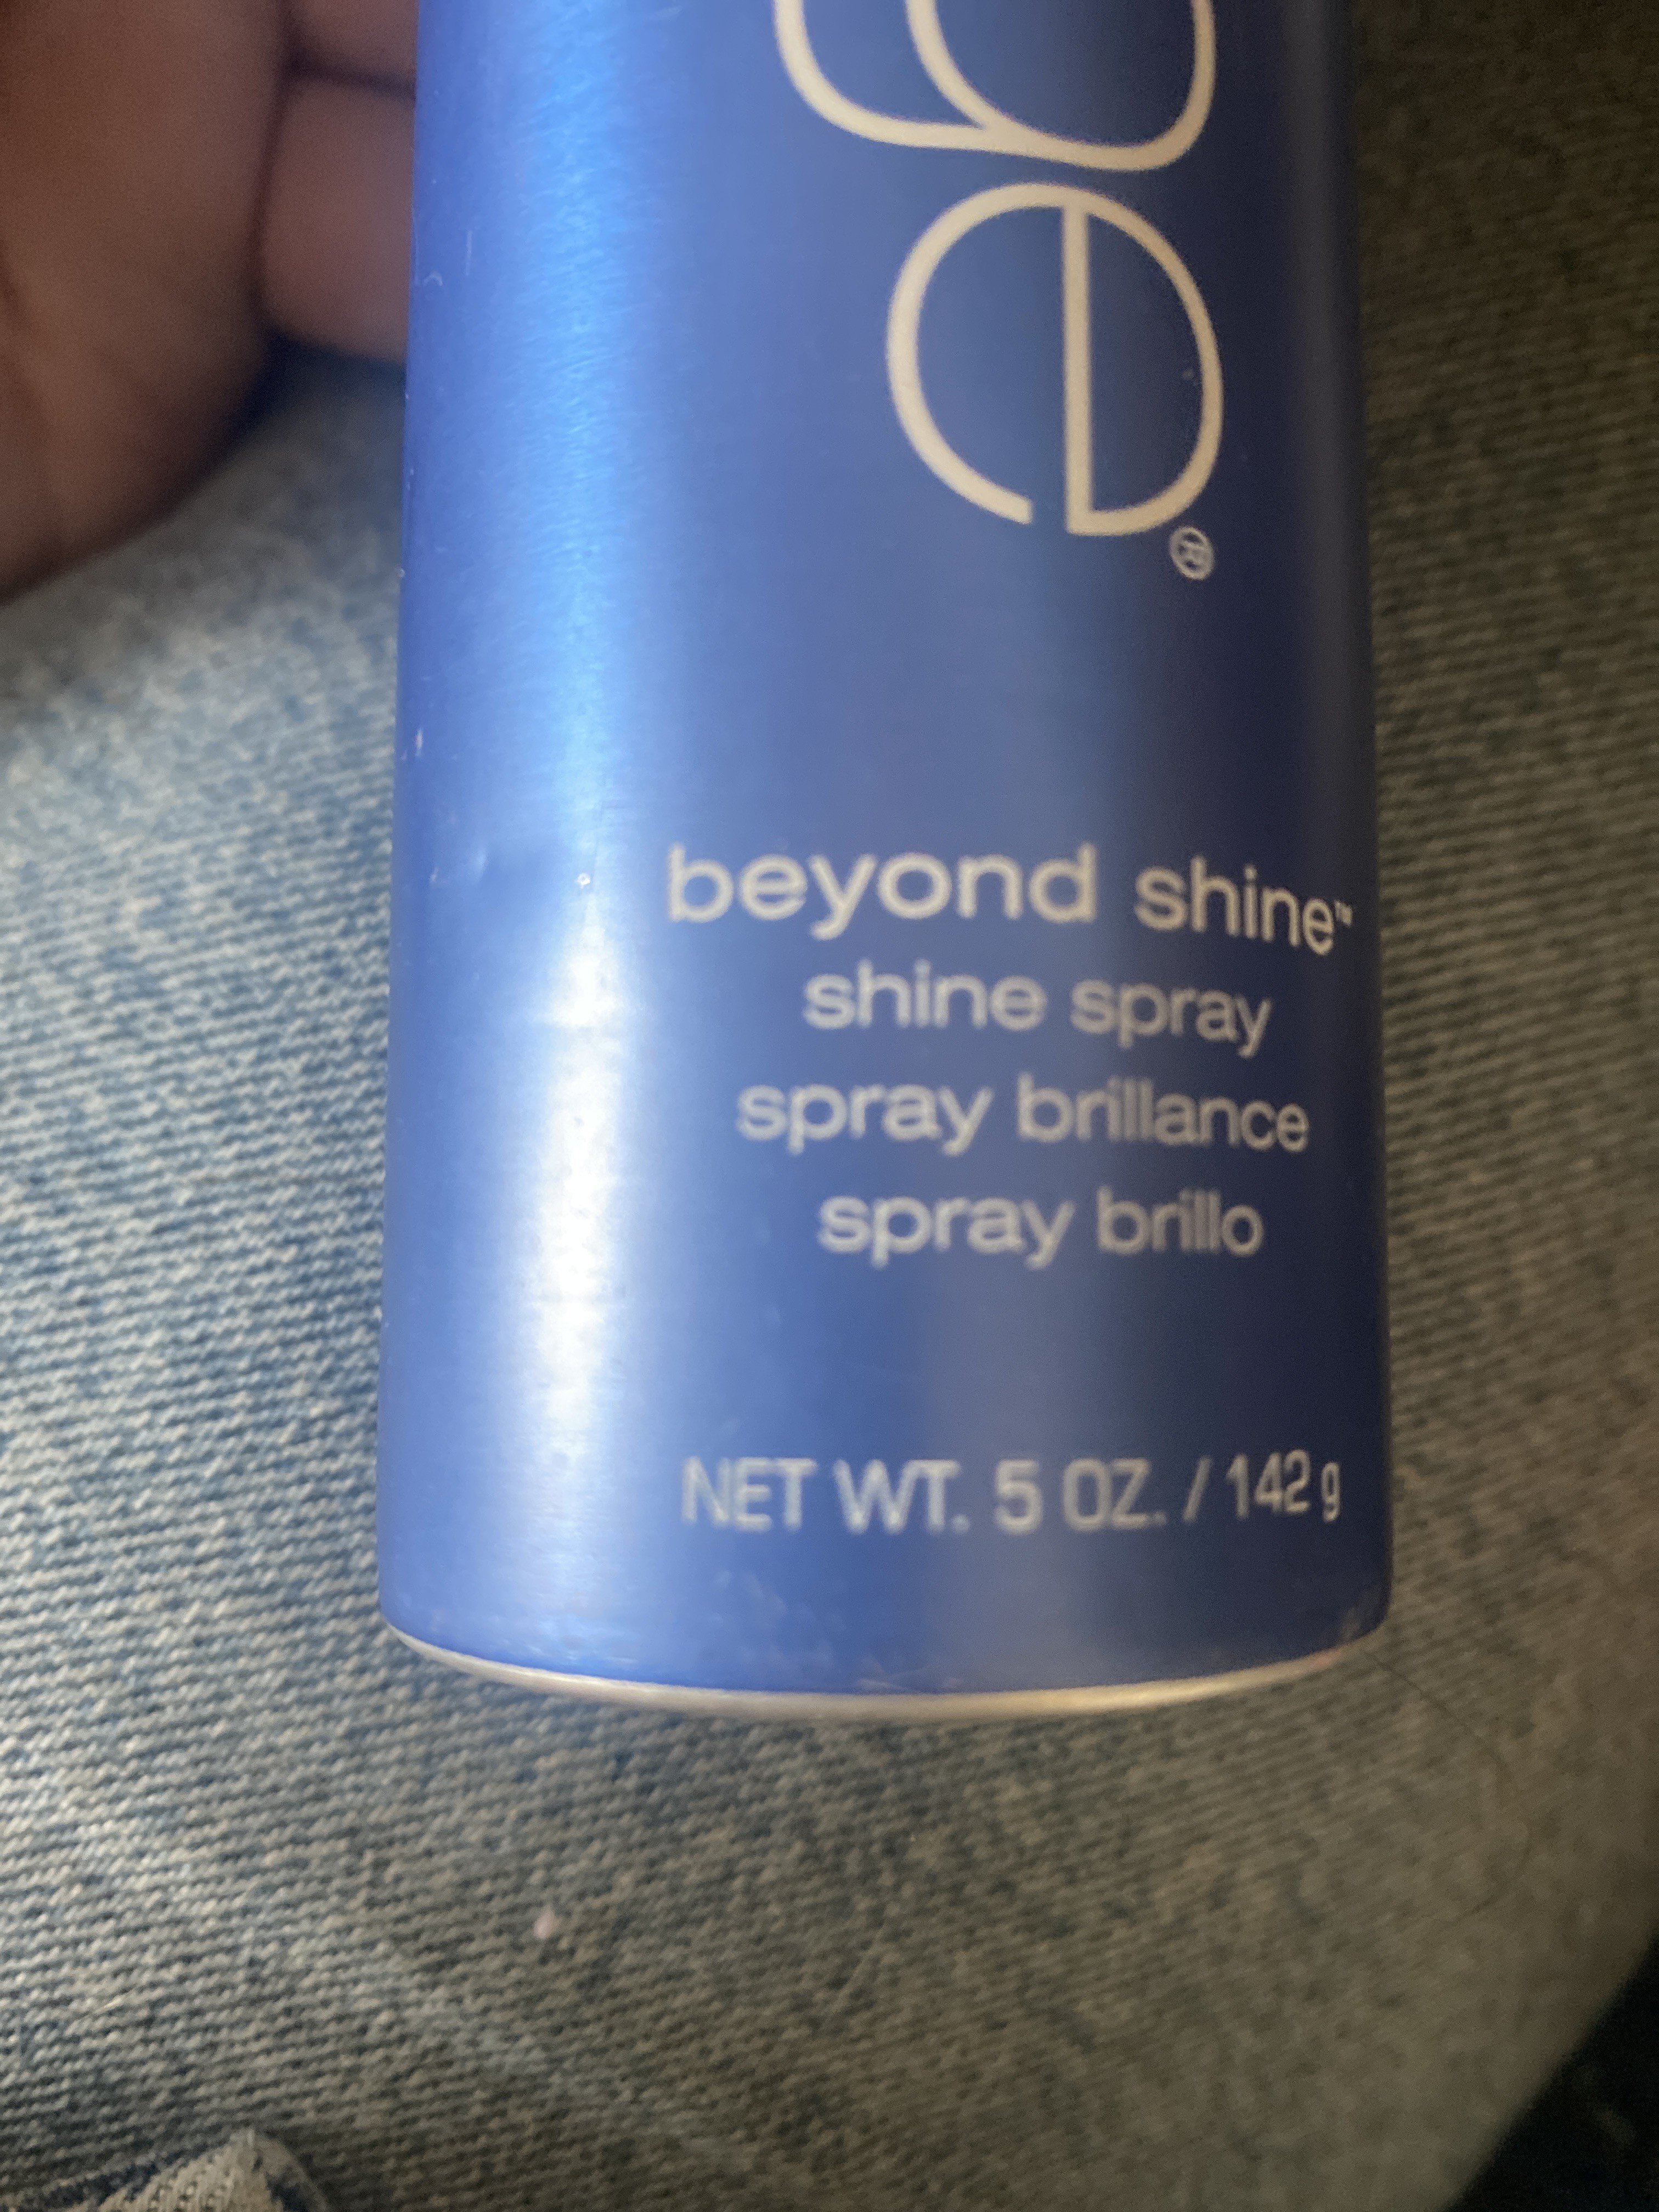 e®
beyond shine™
shine spray
spray brillance
spray brillo
NET WT. 5 OZ. / 142 g